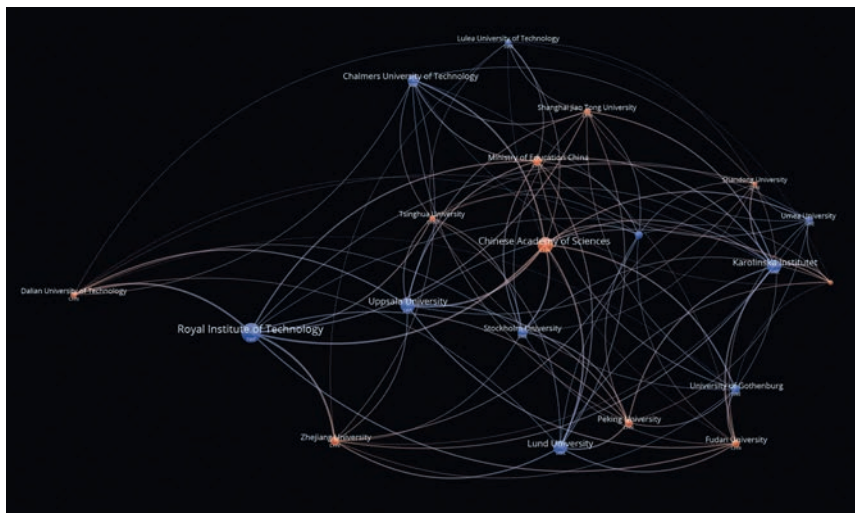 Lulea University of Technology
Chalmers University of Technology
Shanghai Jiao Tong University
Ministry of Education China
Shandong University
Tsinghua University
Umea University
Chinese Academy of Sciences
Karolinska Institutet
Dalian University of Technology
Uppsala University
Royal Institute of Technology
Stockholm University
University of Gothenburg
Peking University
Zhejiang University
Lund University
Fudan University